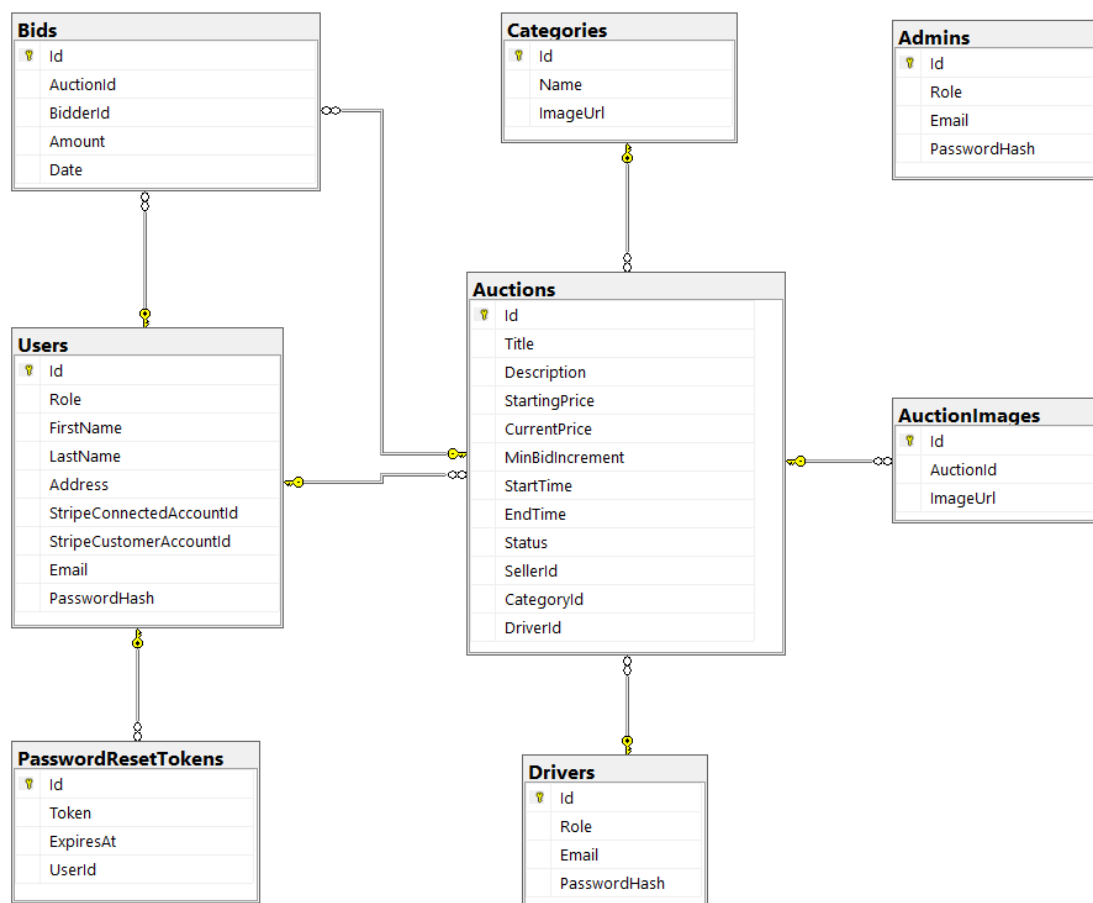 Bids
Id
AuctionId
BidderId
Amount
Date
Categories
Id
Name
ImageUrl
Admins
Id
Role
Email
PasswordHash
Users
Id
Role
FirstName
LastName
Address
StripeConnectedAccountId
StripeCustomerAccountId
Email
PasswordHash
Auctions
Id
Title
Description
StartingPrice
CurrentPrice
MinBidIncrement
StartTime
EndTime
Status
SellerId
CategoryId
DriverId
AuctionImages
Id
AuctionId
ImageUrl
PasswordResetTokens
Id
Token
ExpiresAt
UserId
Drivers
Id
Role
Email
PasswordHash